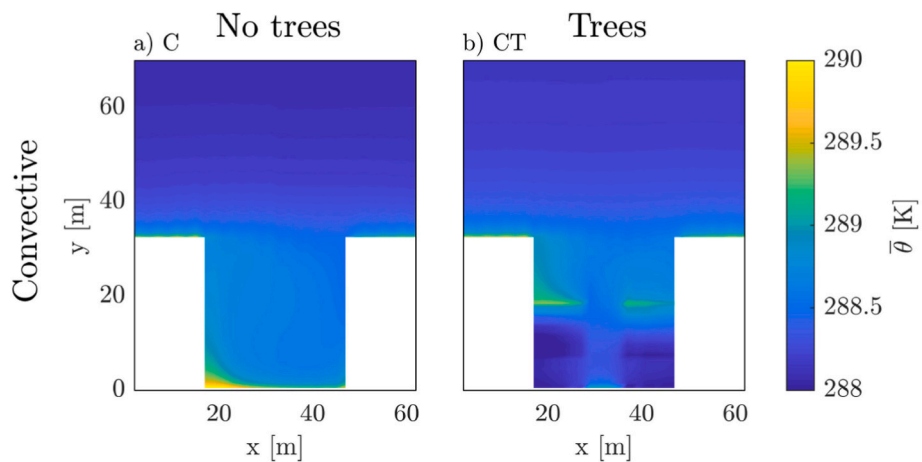 No trees
Trees
a) C
b) CT
Convective
y [m]
60
40
20
0
20
40
60
x [m]
20
40
60
x [m]
290
289.5
289
288.5
288
θ̅ [K]